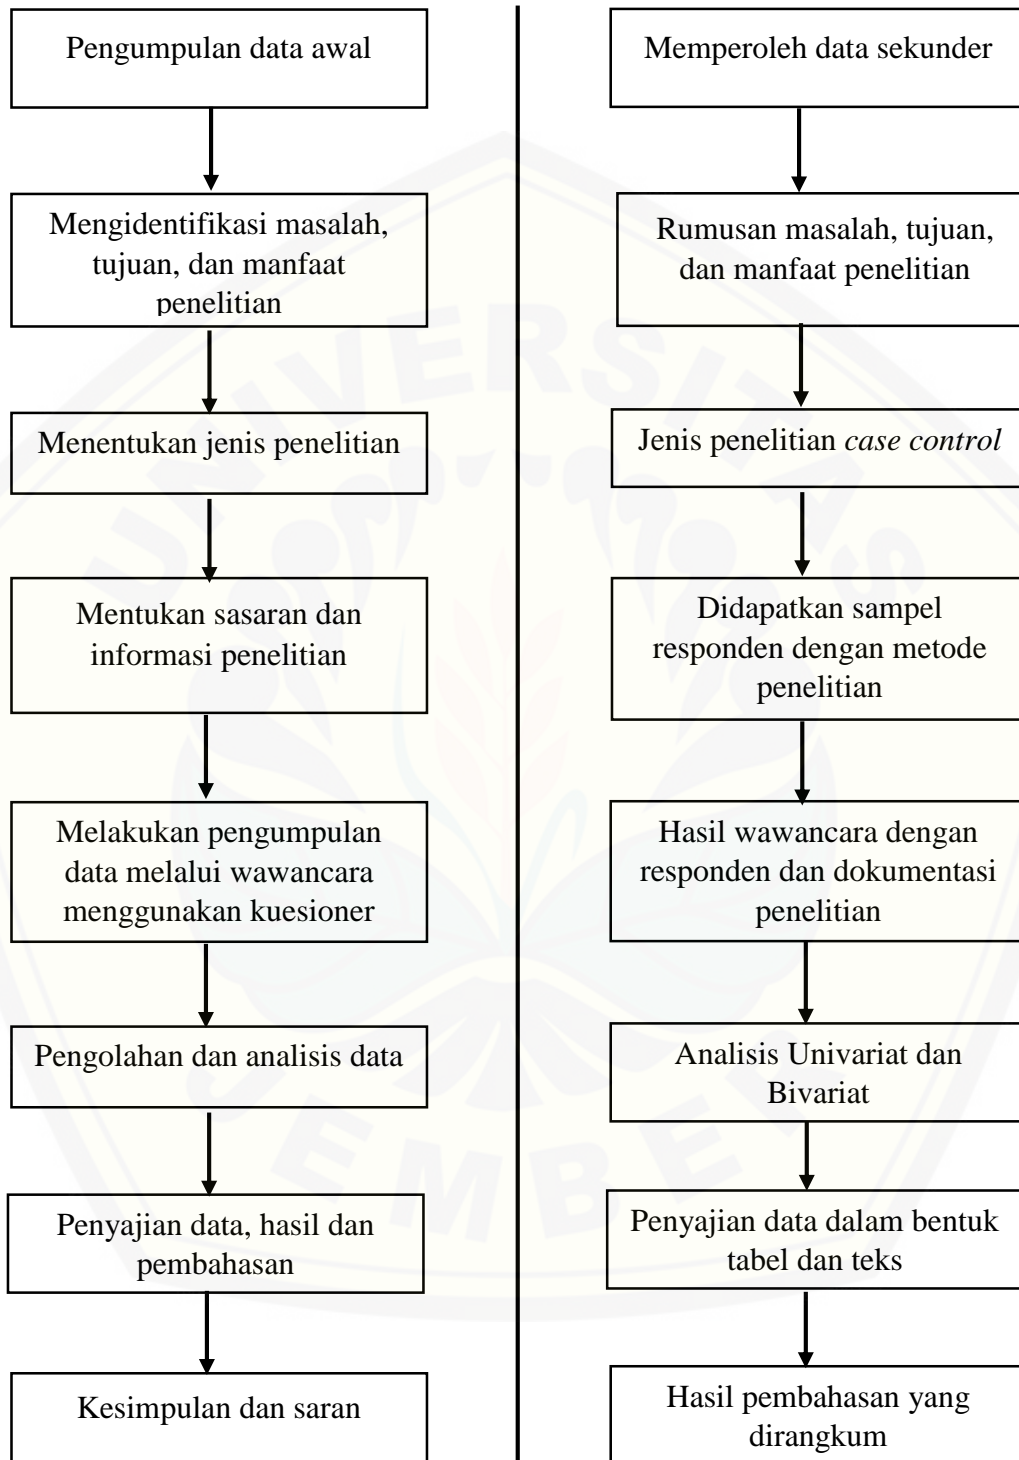 Pengumpulan data awal
Mengidentifikasi masalah,
tujuan, dan manfaat
penelitian
Menentukan jenis penelitian
Mentukan sasaran dan
informasi penelitian
Melakukan pengumpulan
data melalui wawancara
menggunakan kuesioner
Pengolahan dan analisis data
Penyajian data, hasil dan
pembahasan
Kesimpulan dan saran
Memperoleh data sekunder
Rumusan masalah, tujuan,
dan manfaat penelitian
Jenis penelitian case control
Didapatkan sampel
responden dengan metode
penelitian
Hasil wawancara dengan
responden dan dokumentasi
penelitian
Analisis Univariat dan
Bivariat
Penyajian data dalam bentuk
tabel dan teks
Hasil pembahasan yang
dirangkum
UNIVERSITAS
JEMBER